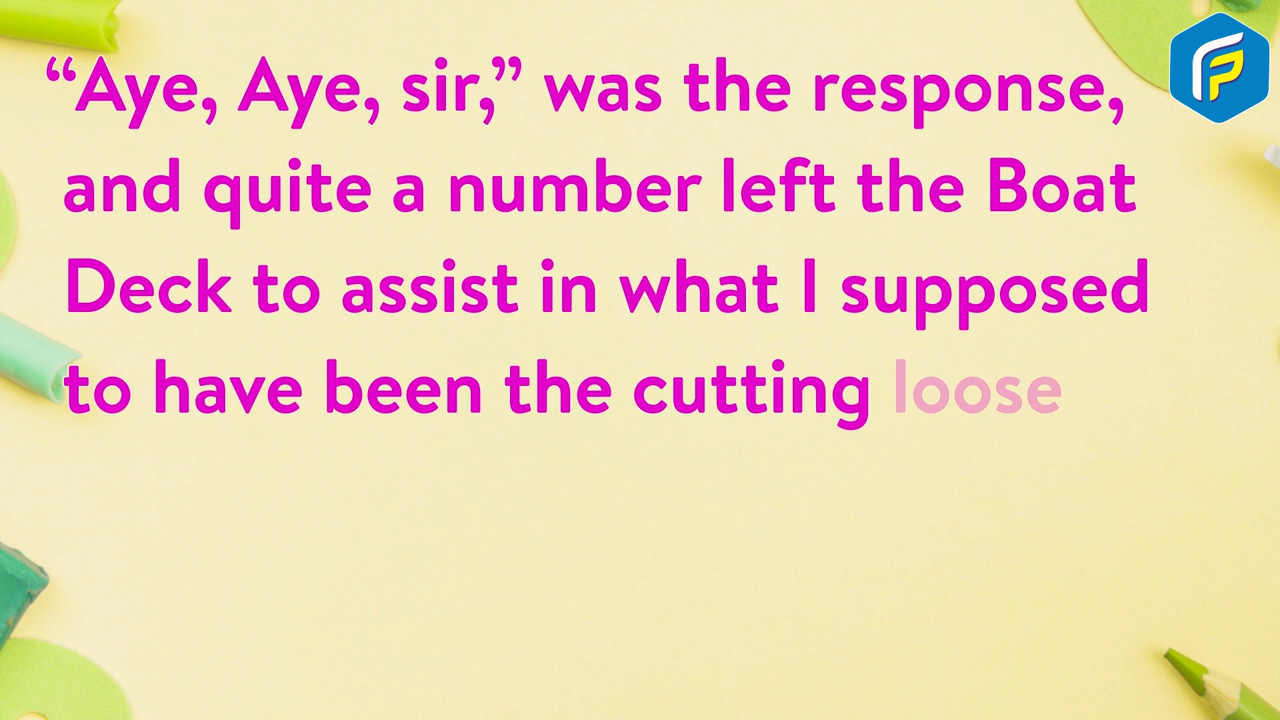 “Aye, Aye, sir,” was the response,
and quite a number left the Boat
Deck to assist in what I supposed
to have been the cutting loose